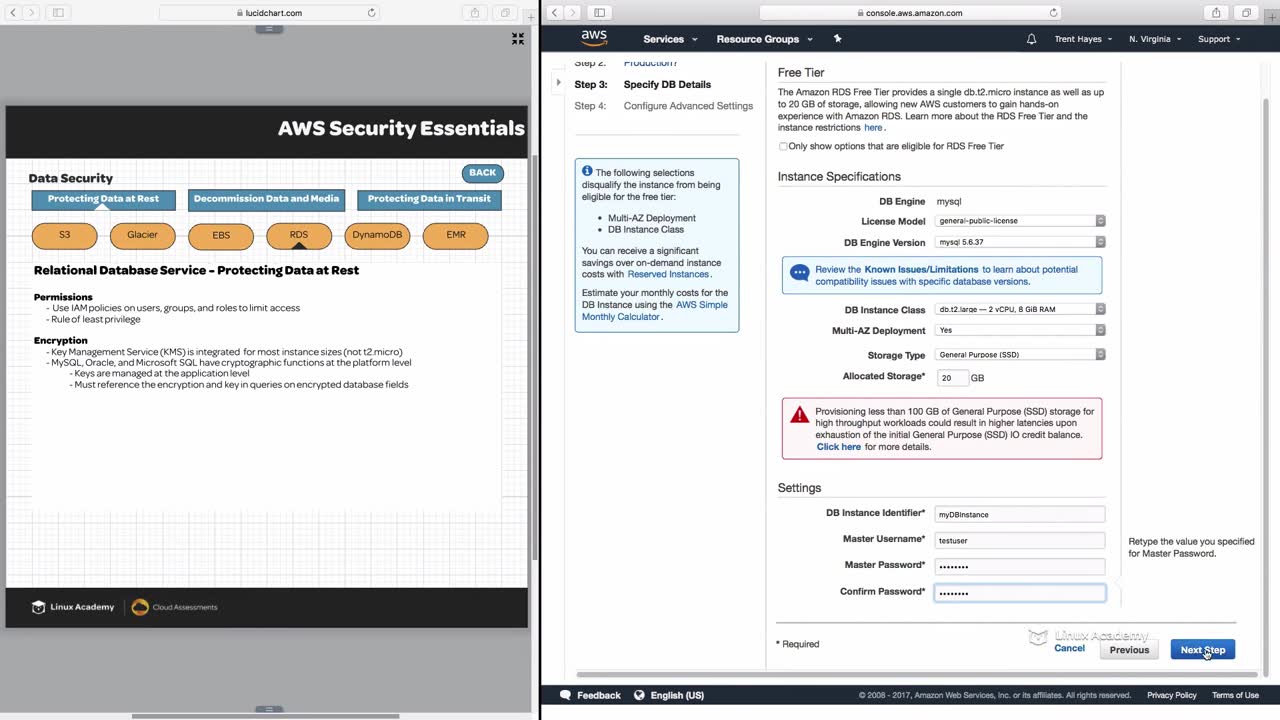 lucidchart.com
AWS Security Essentials
BACK
Data Security
Protecting Data at Rest
Decommission Data and Media
Protecting Data in Transit
S3
Glacier
EBS
RDS
DynamoDB
EMR
Relational Database Service - Protecting Data at Rest
Permissions
- Use IAM policies on users, groups, and roles to limit access
- Rule of least privilege
Encryption
- Key Management Service (KMS) is integrated for most instance sizes (not t2.micro)
- MySQL, Oracle, and Microsoft SQL have cryptographic functions at the platform level
- Keys are managed at the application level
- Must reference the encryption and key in queries on encrypted database fields
Linux Academy
Cloud Assessments
console.aws.amazon.com
aws
Services
Resource Groups
Trent Hayes
N. Virginia
Support
Step 2:
Production?
Step 3:
Specify DB Details
Step 4:
Configure Advanced Settings
The following selections
disqualify the instance from being
eligible for the free tier:
• Multi-AZ Deployment
• DB Instance Class
You can receive a significant
savings over on-demand instance
costs with Reserved Instances.
Estimate your monthly costs for the
DB Instance using the AWS Simple
Monthly Calculator.
Free Tier
The Amazon RDS Free Tier provides a single db.t2.micro instance as well as up
to 20 GB of storage, allowing new AWS customers to gain hands-on
experience with Amazon RDS. Learn more about the RDS Free Tier and the
instance restrictions here.
Only show options that are eligible for RDS Free Tier
Instance Specifications
DB Engine mysql
License Model general-public-license
DB Engine Version mysql 5.6.37
Review the Known Issues/Limitations to learn about potential
compatibility issues with specific database versions.
DB Instance Class db.t2.large — 2 vCPU, 8 GiB RAM
Multi-AZ Deployment Yes
Storage Type General Purpose (SSD)
Allocated Storage* 20 GB
Provisioning less than 100 GB of General Purpose (SSD) storage for
high throughput workloads could result in higher latencies upon
exhaustion of the initial General Purpose (SSD) IO credit balance.
Click here for more details.
Settings
DB Instance Identifier* myDBInstance
Master Username* testuser
Master Password* ••••••••
Confirm Password* ••••••••
Retype the value you specified
for Master Password.
* Required
Linux Academy
Cancel
Previous
Next Step
Feedback
English (US)
© 2008 - 2017, Amazon Web Services, Inc. or its affiliates. All rights reserved.
Privacy Policy
Terms of Use